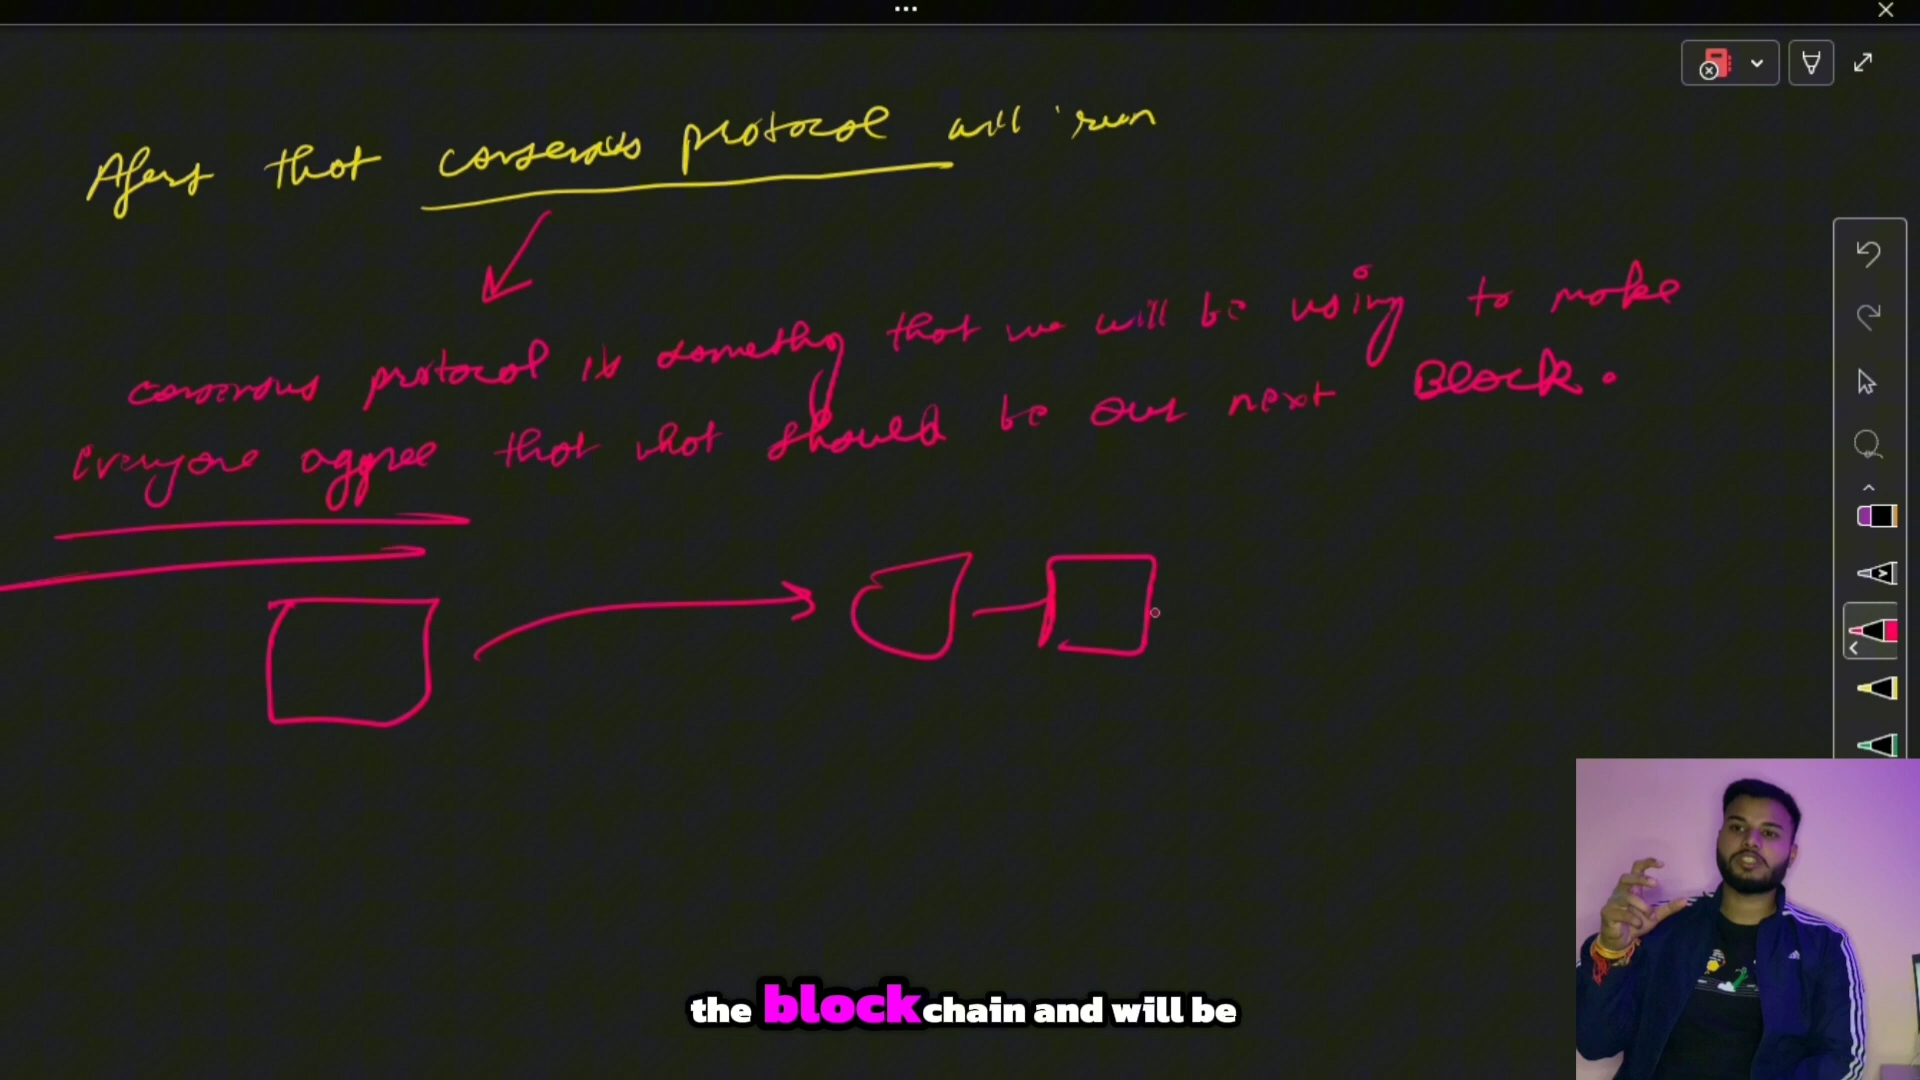 After that consensus protocol will run
consensus protocol is something that we will be using to make
everyone aggree that what should be our next Block.
the blockchain and will be